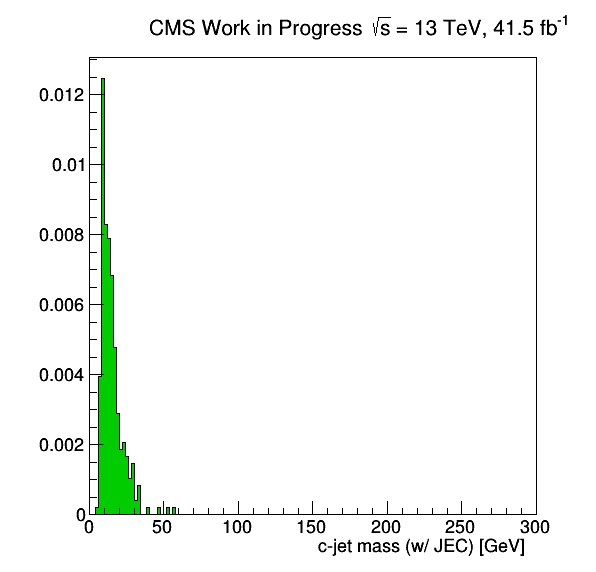 CMS Work in Progress √s = 13 TeV, 41.5 fb⁻¹
0.012
0.01
0.008
0.006
0.004
0.002
0
0 50 100 150 200 250 300
c-jet mass (w/ JEC) [GeV]